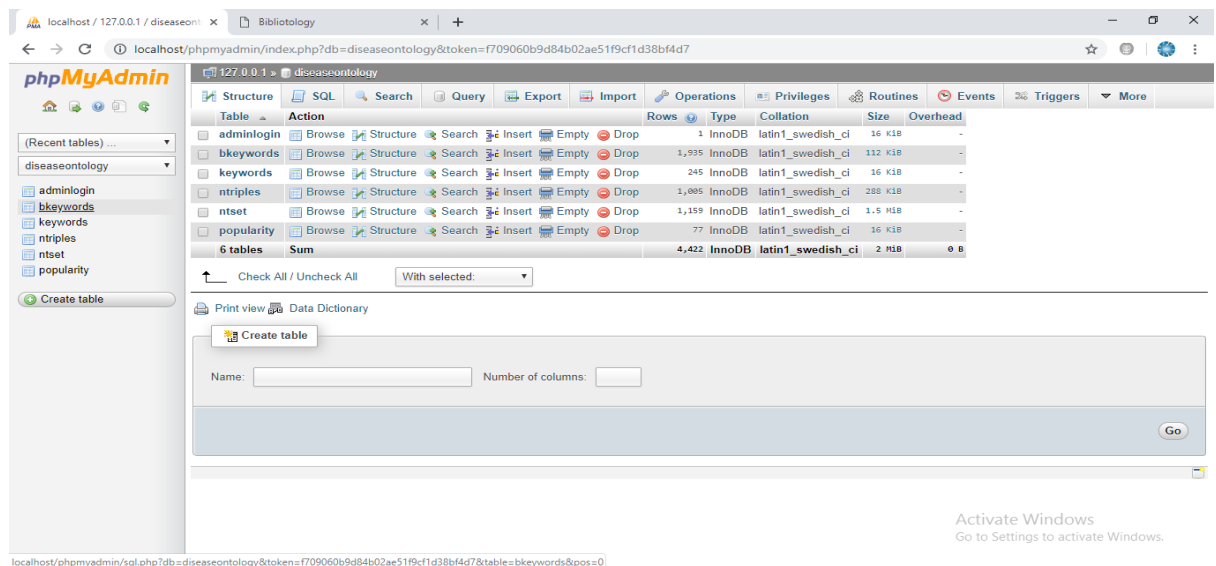 localhost / 127.0.0.1 / diseaseont
Bibliotology
localhost/phpmyadmin/index.php?db=diseaseontology&token=f709060b9d84b02ae51f9cf1d38bf4d7
phpMyAdmin
127.0.0.1 » diseaseontology
Structure SQL Search Query Export Import Operations Privileges Routines Events Triggers More
(Recent tables) ...
diseaseontology
adminlogin
bkeywords
keywords
ntriples
ntset
popularity
Create table
Table Action Rows Type Collation Size Overhead
adminlogin Browse Structure Search Insert Empty Drop 1 InnoDB latin1_swedish_ci 16 KiB -
bkeywords Browse Structure Search Insert Empty Drop 1,935 InnoDB latin1_swedish_ci 112 KiB -
keywords Browse Structure Search Insert Empty Drop 245 InnoDB latin1_swedish_ci 16 KiB -
ntriples Browse Structure Search Insert Empty Drop 1,005 InnoDB latin1_swedish_ci 288 KiB -
ntset Browse Structure Search Insert Empty Drop 1,159 InnoDB latin1_swedish_ci 1.5 MiB -
popularity Browse Structure Search Insert Empty Drop 77 InnoDB latin1_swedish_ci 16 KiB -
6 tables Sum 4,422 InnoDB latin1_swedish_ci 2 MiB 0 B
Check All / Uncheck All With selected:
Print view Data Dictionary
Create table
Name: Number of columns:
Go
Activate Windows
Go to Settings to activate Windows.
localhost/phpmyadmin/sql.php?db=diseaseontology&token=f709060b9d84b02ae51f9cf1d38bf4d7&table=bkeywords&pos=0